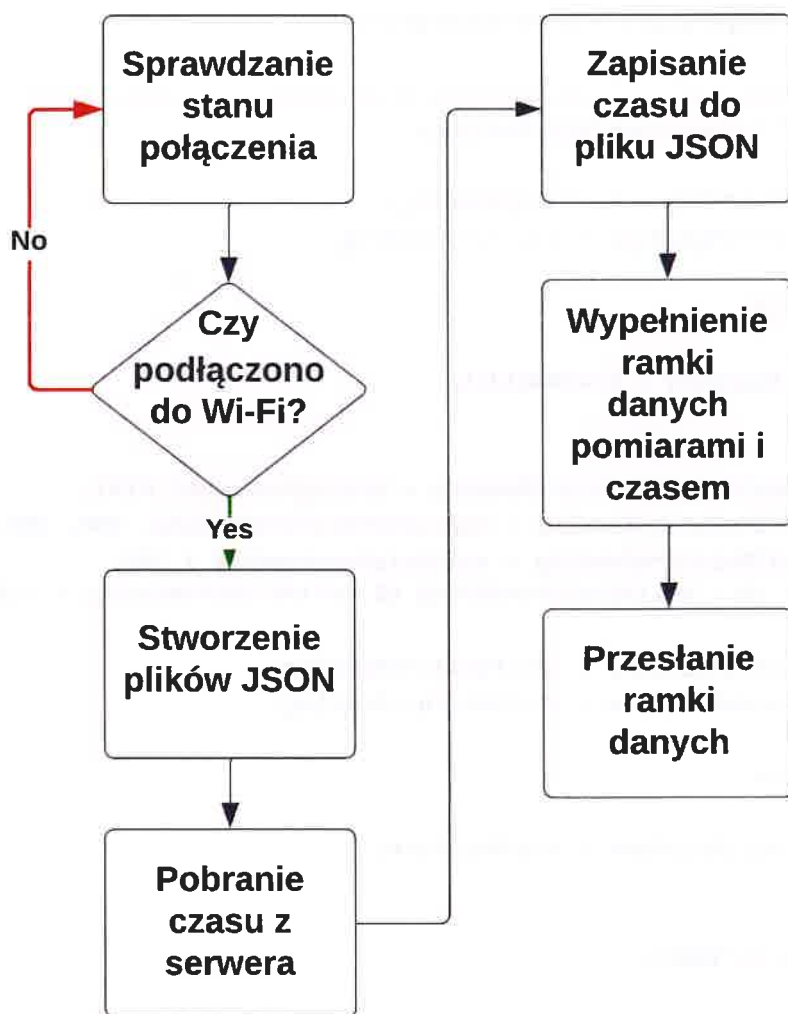 Sprawdzanie
stanu
połączenia
No
Czy
podłączono
do Wi-Fi?
Yes
Stworzenie
plików JSON
Pobranie
czasu z
serwera
Zapisanie
czasu do
pliku JSON
Wypełnienie
ramki
danych
pomiarami i
czasem
Przesłanie
ramki
danych